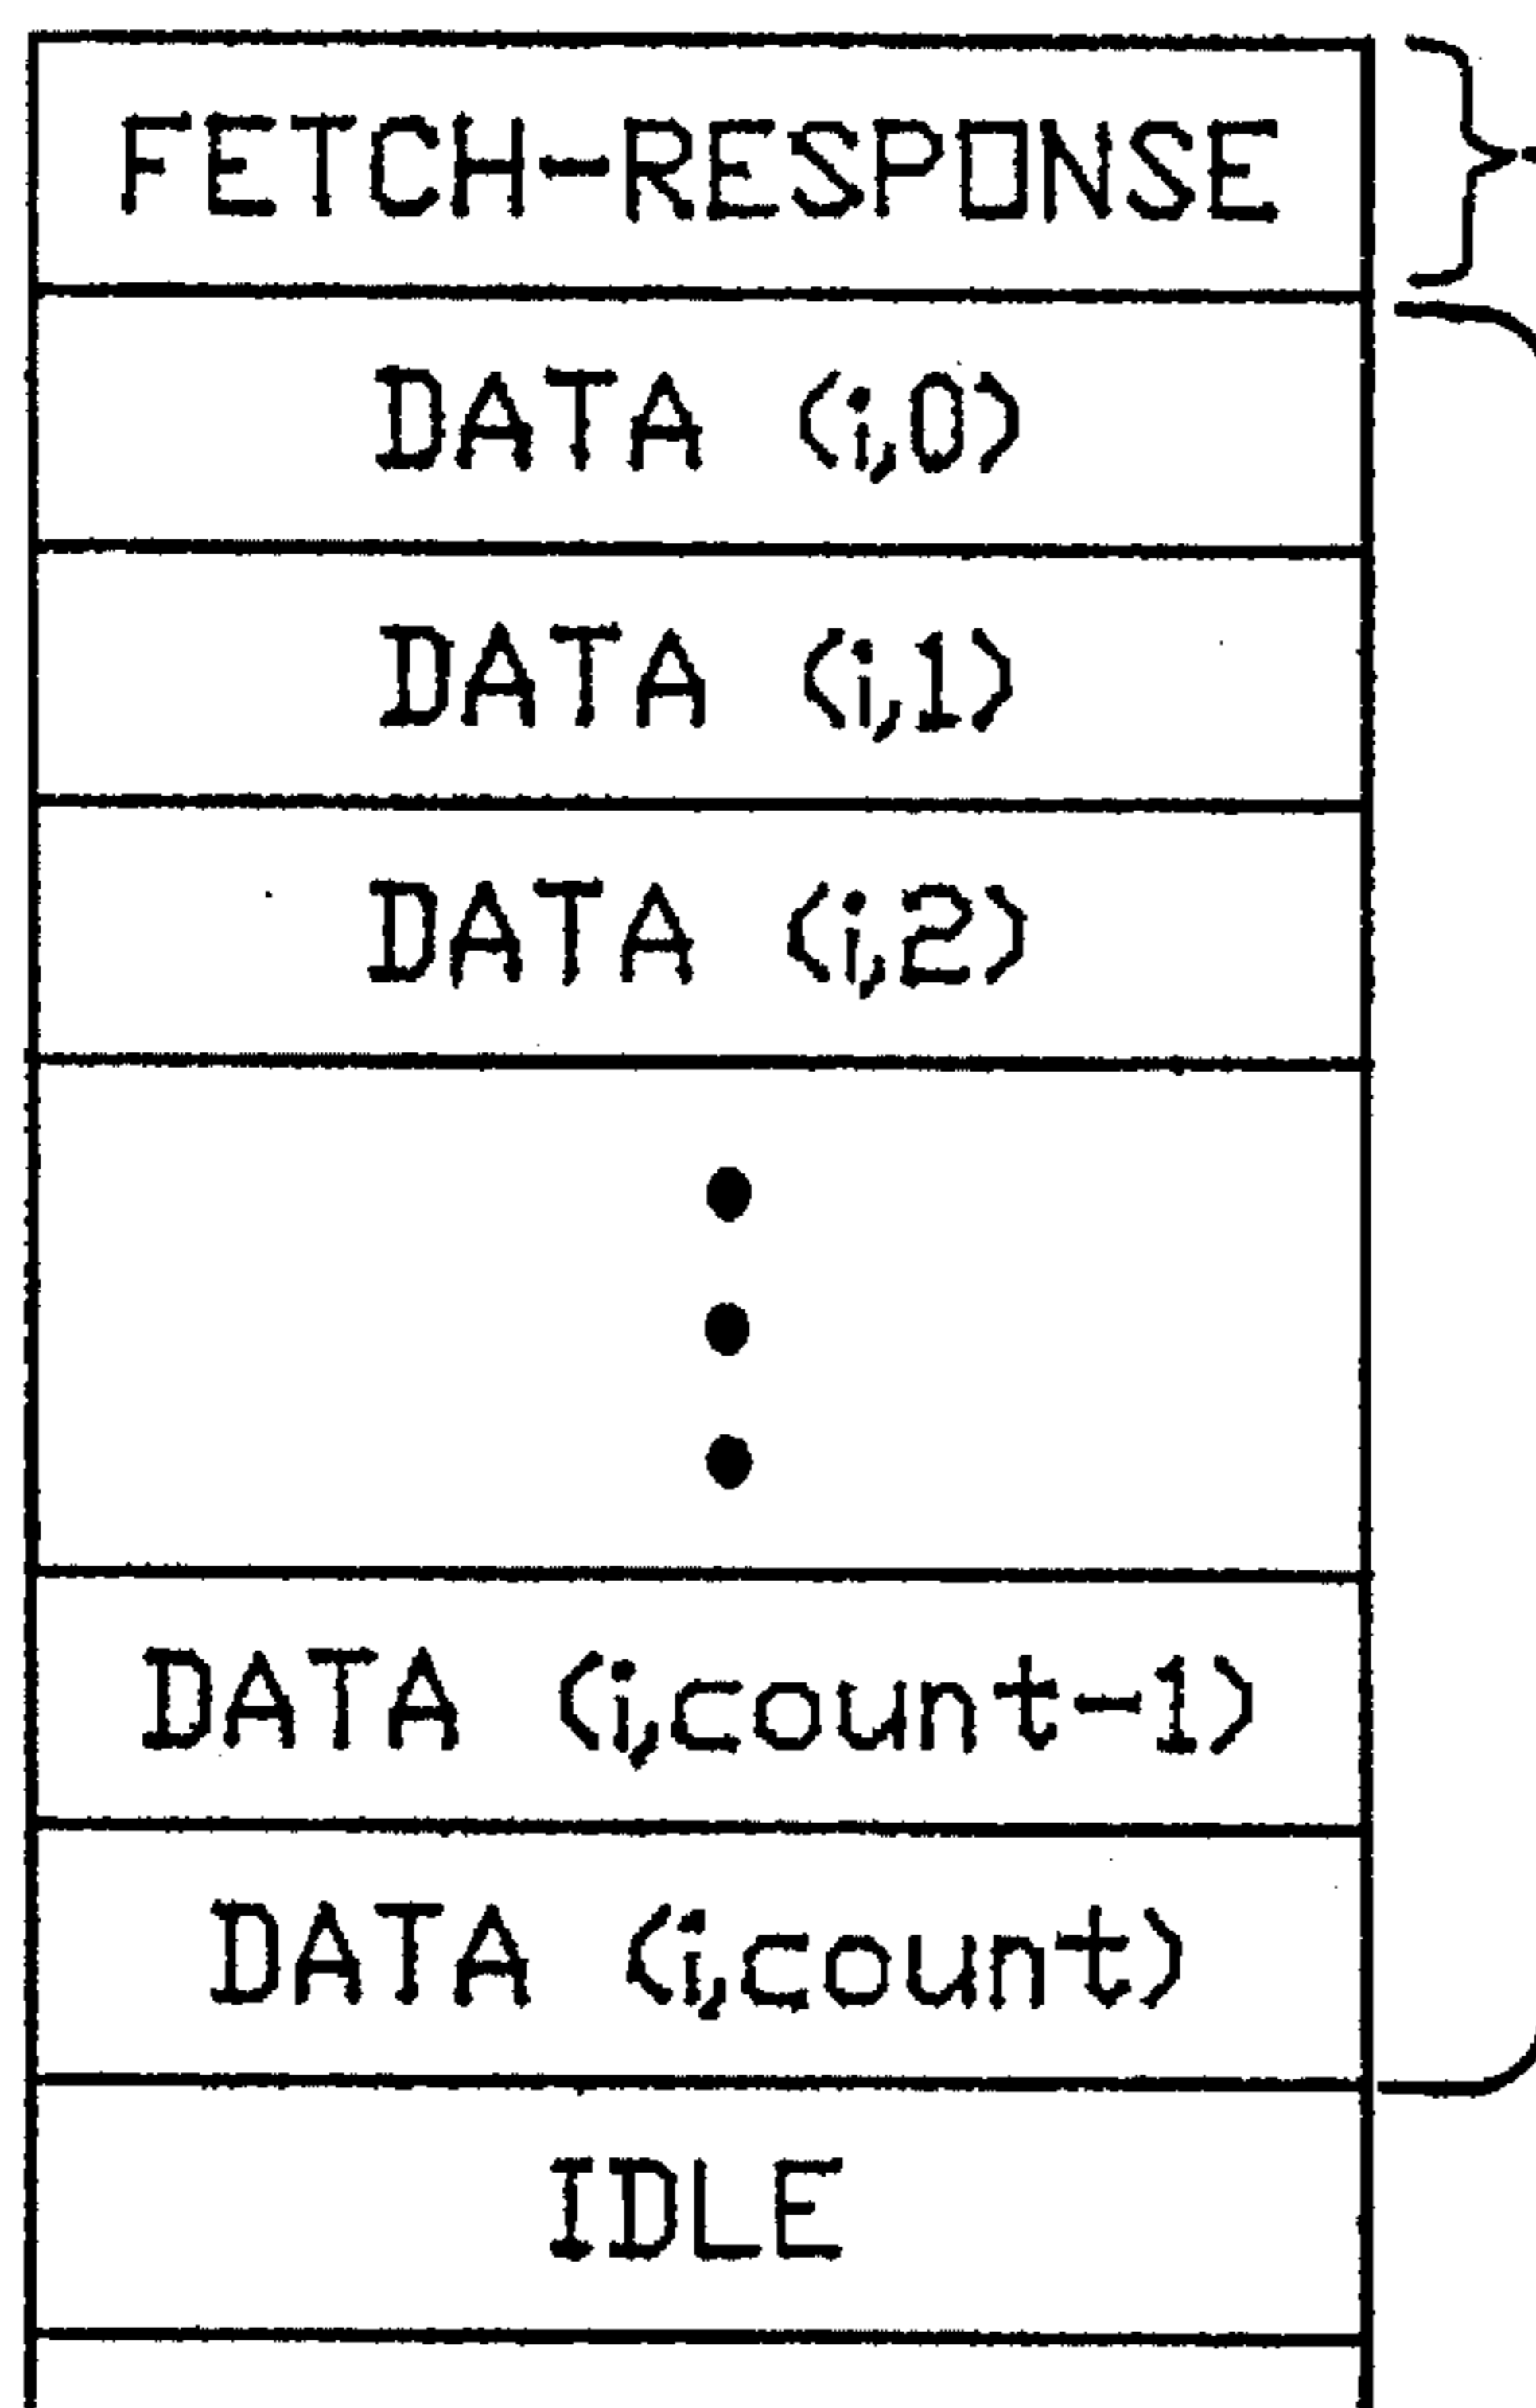 FETCH-RESPONSE
DATA (i,0)
DATA (i,1)
DATA (i,2)
DATA (i,count-1)
DATA (i,count)
IDLE